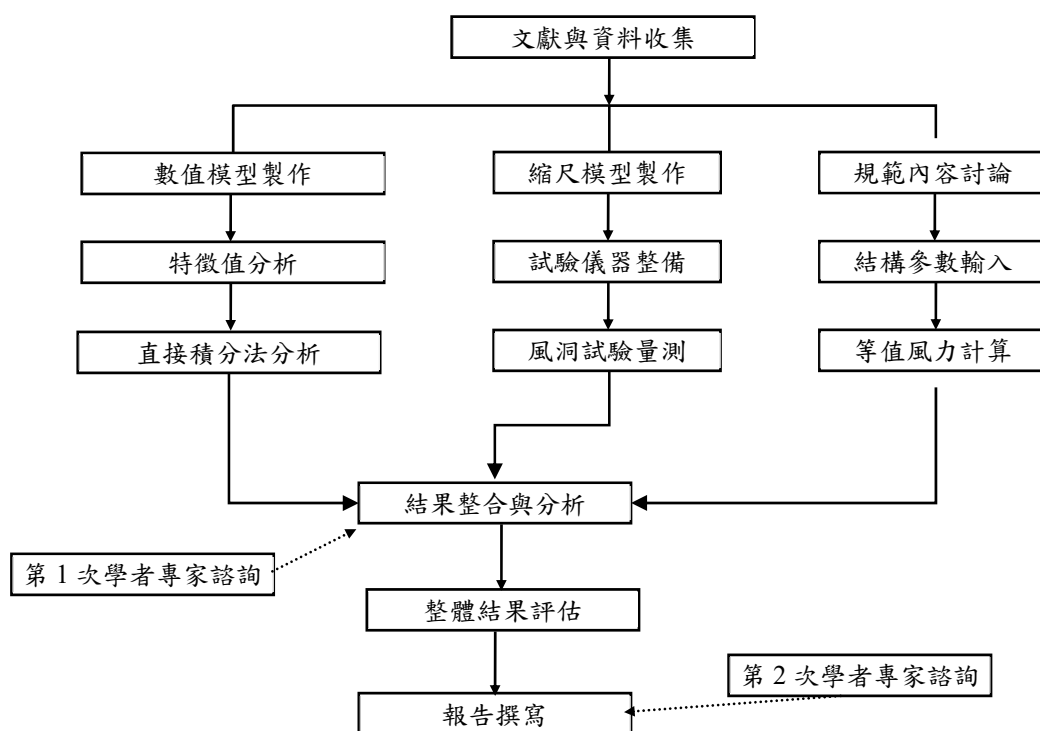 文獻與資料收集
數值模型製作
縮尺模型製作
規範內容討論
特徵值分析
試驗儀器整備
結構參數輸入
直接積分法分析
風洞試驗量測
等值風力計算
結果整合與分析
第 1 次學者專家諮詢
整體結果評估
第 2 次學者專家諮詢
報告撰寫